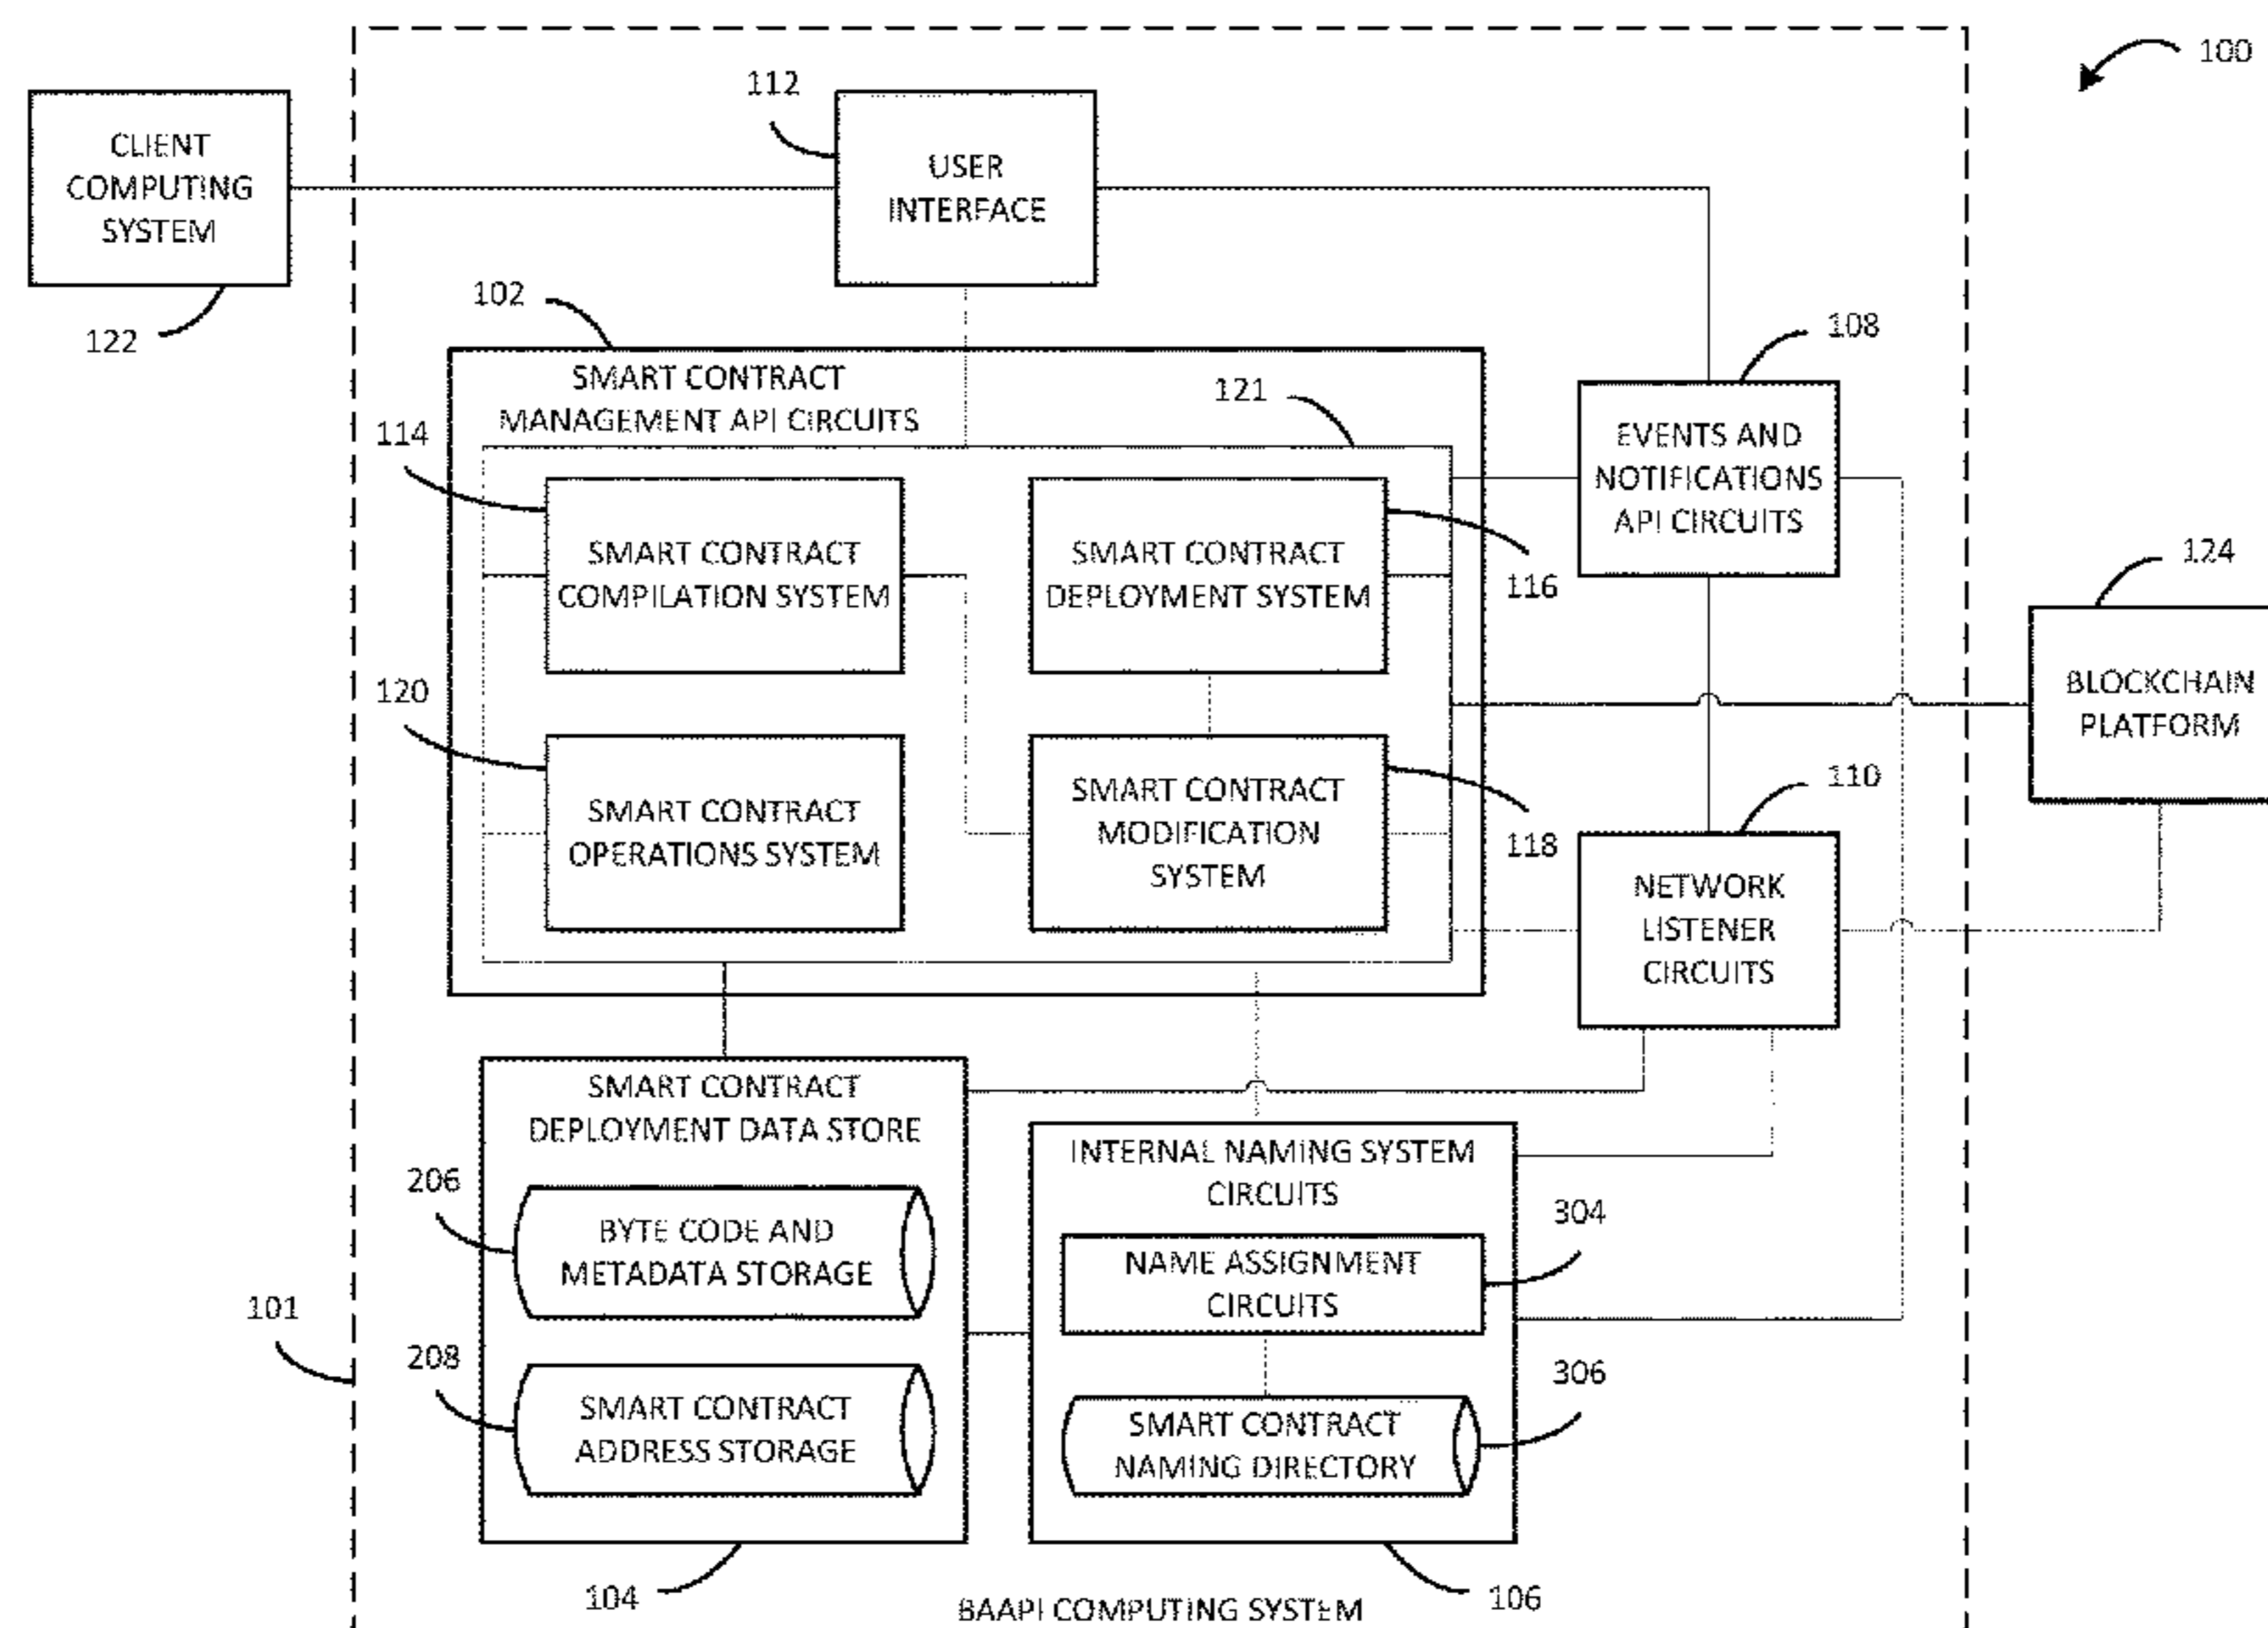 100
112
CLIENT
COMPUTING
SYSTEM
USER
INTERFACE
122
102
108
SMART CONTRACT
MANAGEMENT API CIRCUITS
121
114
EVENTS AND
NOTIFICATIONS
API CIRCUITS
SMART CONTRACT
COMPILATION SYSTEM
SMART CONTRACT
DEPLOYMENT SYSTEM
116
124
BLOCKCHAIN
PLATFORM
120
110
SMART CONTRACT
OPERATIONS SYSTEM
SMART CONTRACT
MODIFICATION
SYSTEM
118
NETWORK
LISTENER
CIRCUITS
SMART CONTRACT
DEPLOYMENT DATA STORE
INTERNAL NAMING SYSTEM
CIRCUITS
206
BYTE CODE AND
METADATA STORAGE
304
NAME ASSIGNMENT
CIRCUITS
101
208
SMART CONTRACT
ADDRESS STORAGE
306
SMART CONTRACT
NAMING DIRECTORY
104
106
BAAPI COMPUTING SYSTEM